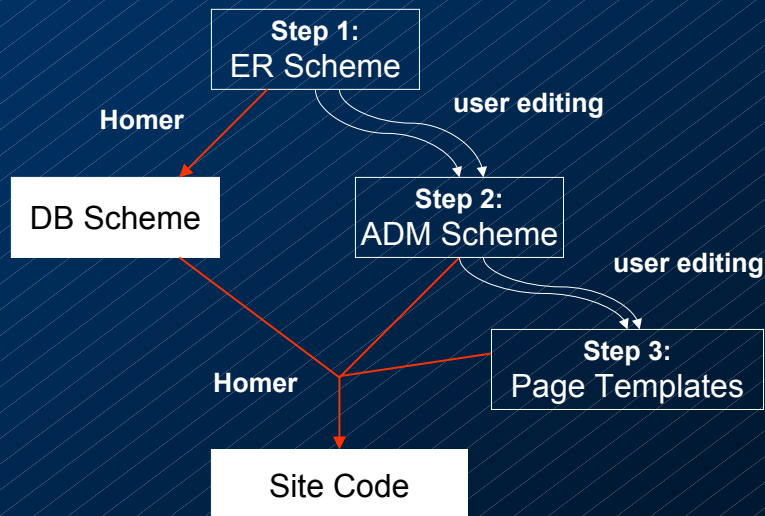 Step 1:
ER Scheme
user editing
Homer
DB Scheme
Step 2:
ADM Scheme
user editing
Step 3:
Page Templates
Homer
Site Code